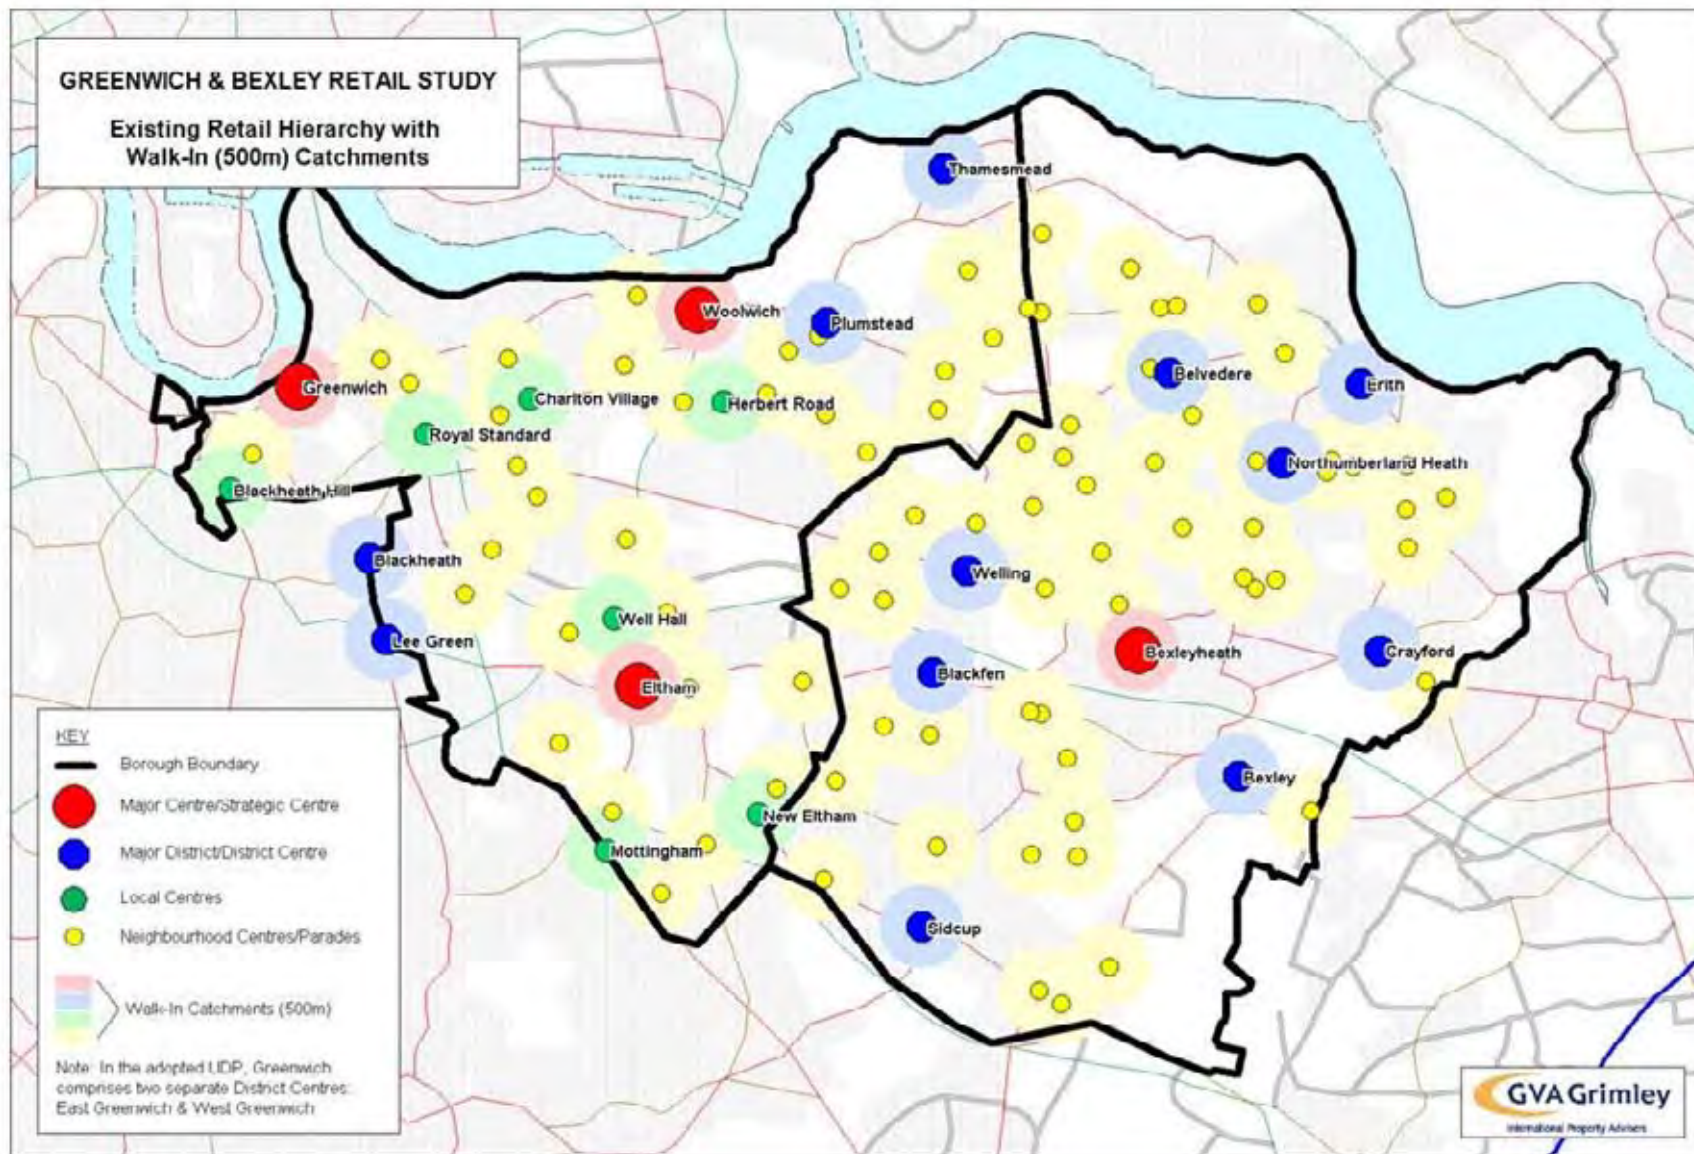 GREENWICH & BEXLEY RETAIL STUDY
Existing Retail Hierarchy with
Walk-In (500m) Catchments
Thamesmead
Woolwich
Plumstead
Greenwich
Charlton Village
Herbert Road
Belvedere
Erith
Royal Standard
Blackheath Hill
Northumberland Heath
Blackheath
Welling
Well Hall
Lee Green
Bexleyheath
Crayford
Eltham
Blackfen
Bexley
New Eltham
Mottingham
Sidcup
KEY
Borough Boundary
Major Centre/Strategic Centre
Major District/District Centre
Local Centres
Neighbourhood Centres/Parades
Walk-In Catchments (500m)
Note: In the adopted UDP, Greenwich
comprises two separate District Centres:
East Greenwich & West Greenwich
GVA Grimley
International Property Advisers